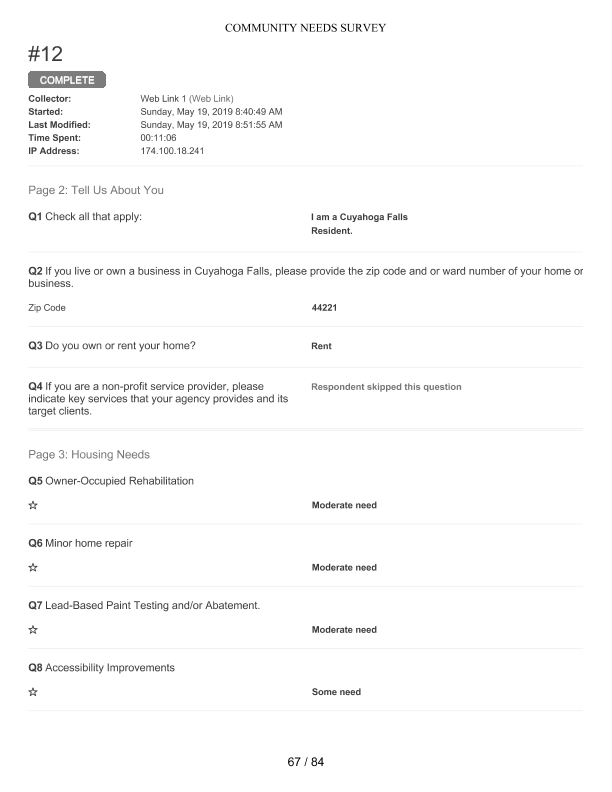 COMMUNITY NEEDS SURVEY
#12
COMPLETE
Collector: Web Link 1 (Web Link)
Started: Sunday, May 19, 2019 8:40:49 AM
Last Modified: Sunday, May 19, 2019 8:51:55 AM
Time Spent: 00:11:06
IP Address: 174.100.18.241
Page 2: Tell Us About You
Q1 Check all that apply: I am a Cuyahoga Falls
Resident.
Q2 If you live or own a business in Cuyahoga Falls, please provide the zip code and or ward number of your home or
business.
Zip Code 44221
Q3 Do you own or rent your home? Rent
Q4 If you are a non-profit service provider, please Respondent skipped this question
indicate key services that your agency provides and its
target clients.
Page 3: Housing Needs
Q5 Owner-Occupied Rehabilitation
☆ Moderate need
Q6 Minor home repair
☆ Moderate need
Q7 Lead-Based Paint Testing and/or Abatement.
☆ Moderate need
Q8 Accessibility Improvements
☆ Some need
67 / 84